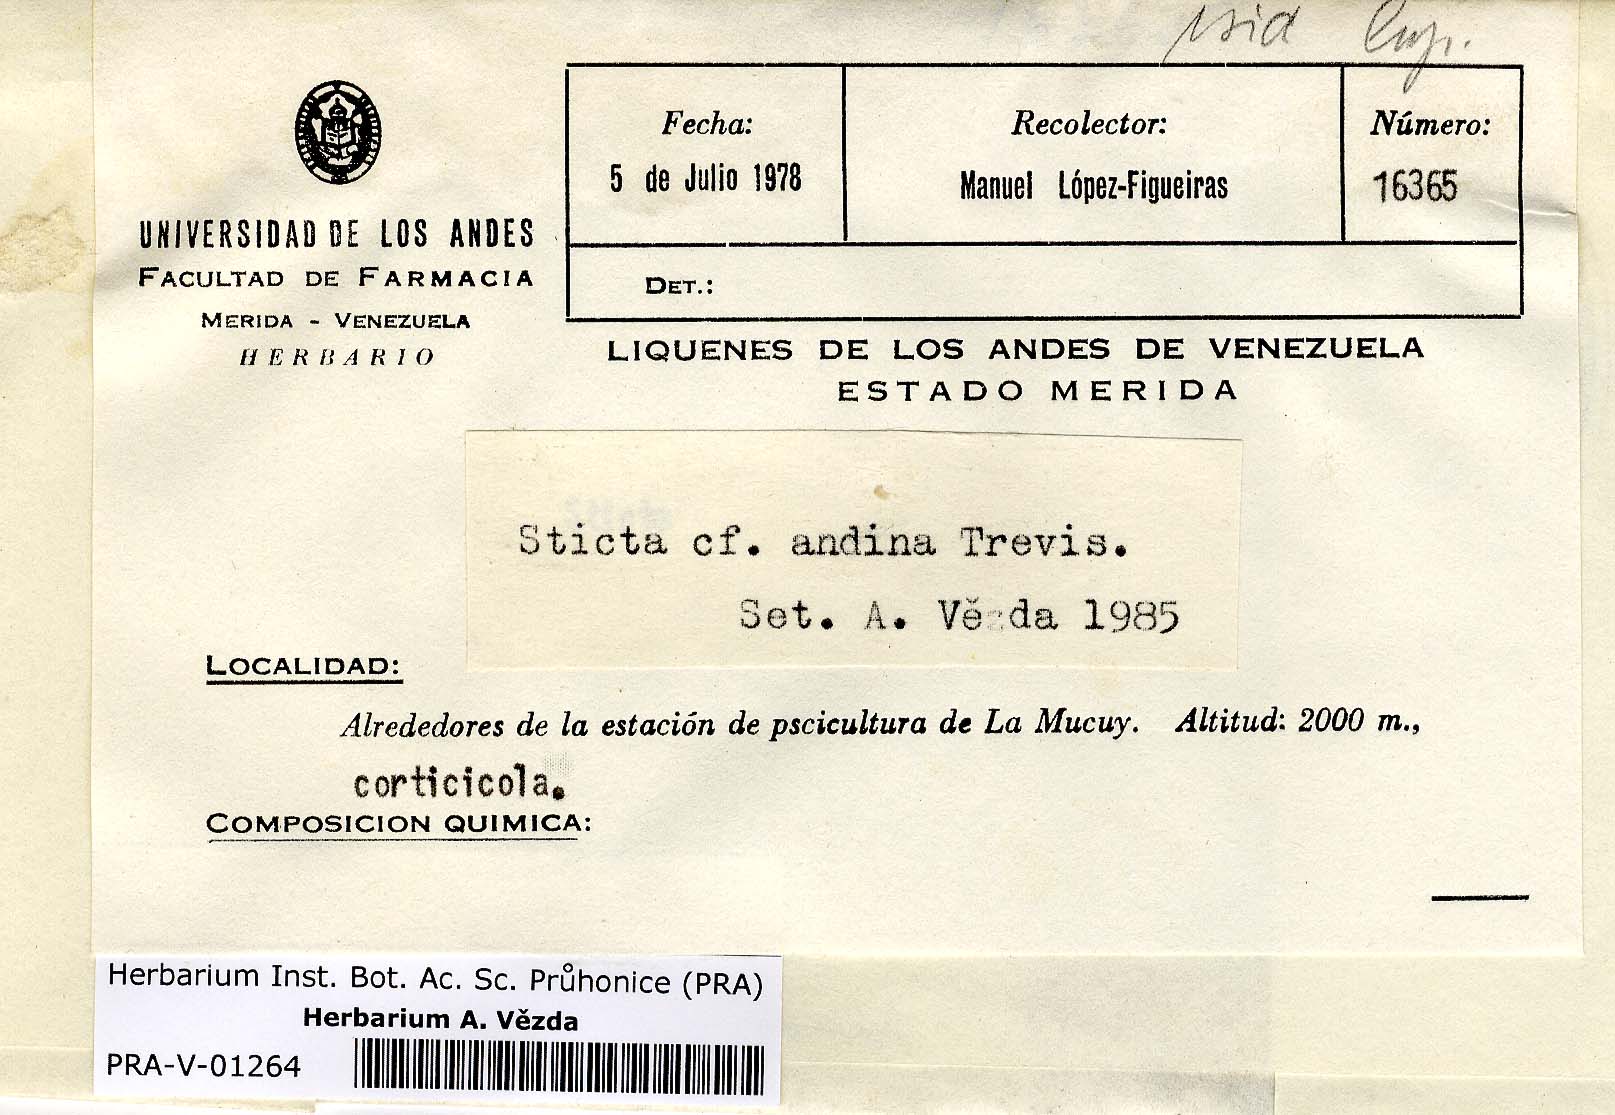 Fecha:
5 de Julio 1978
Recolector:
Manuel López-Figueiras
Número:
16365
DET.:
UNIVERSIDAD DE LOS ANDES
FACULTAD DE FARMACIA
MERIDA - VENEZUELA
HERBARIO
LIQUENES DE LOS ANDES DE VENEZUELA
ESTADO MERIDA
Sticta cf. andina Trevis.
Set. A. Vězda 1985
LOCALIDAD:
Alrededores de la estación de pscicultura de La Mucuy. Altitud: 2000 m.,
corticicola.
COMPOSICION QUIMICA:
Herbarium Inst. Bot. Ac. Sc. Průhonice (PRA)
Herbarium A. Vězda
PRA-V-01264